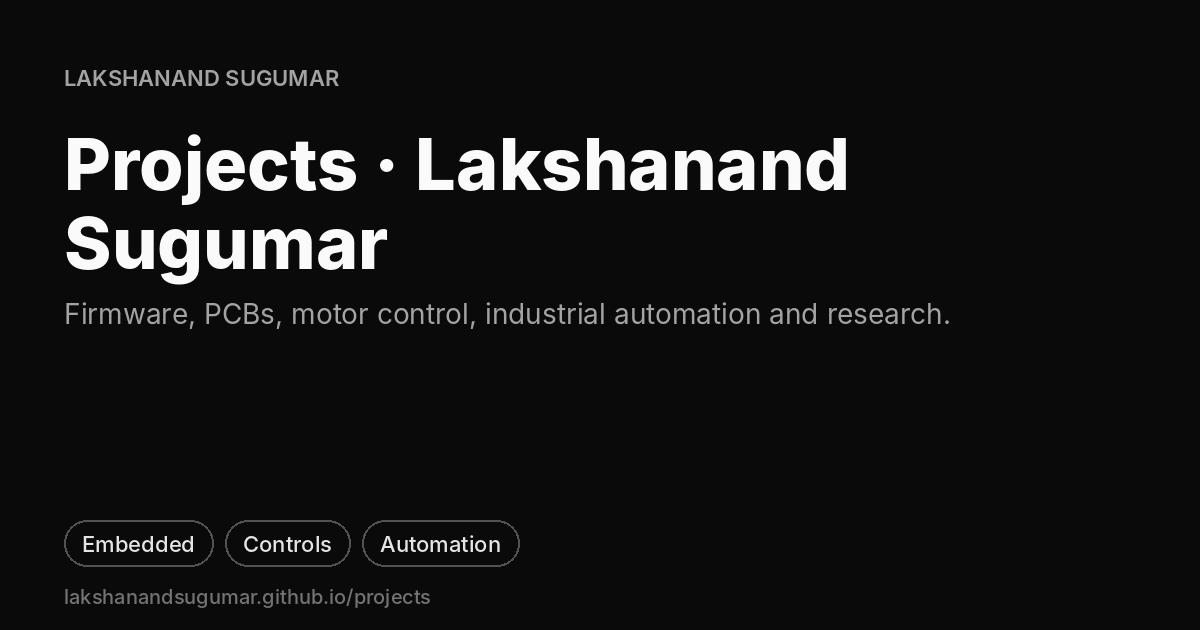 LAKSHANAND SUGUMAR
Projects · Lakshanand
Sugumar
Firmware, PCBs, motor control, industrial automation and research.
Embedded Controls Automation
lakshanandsugumar.github.io/projects